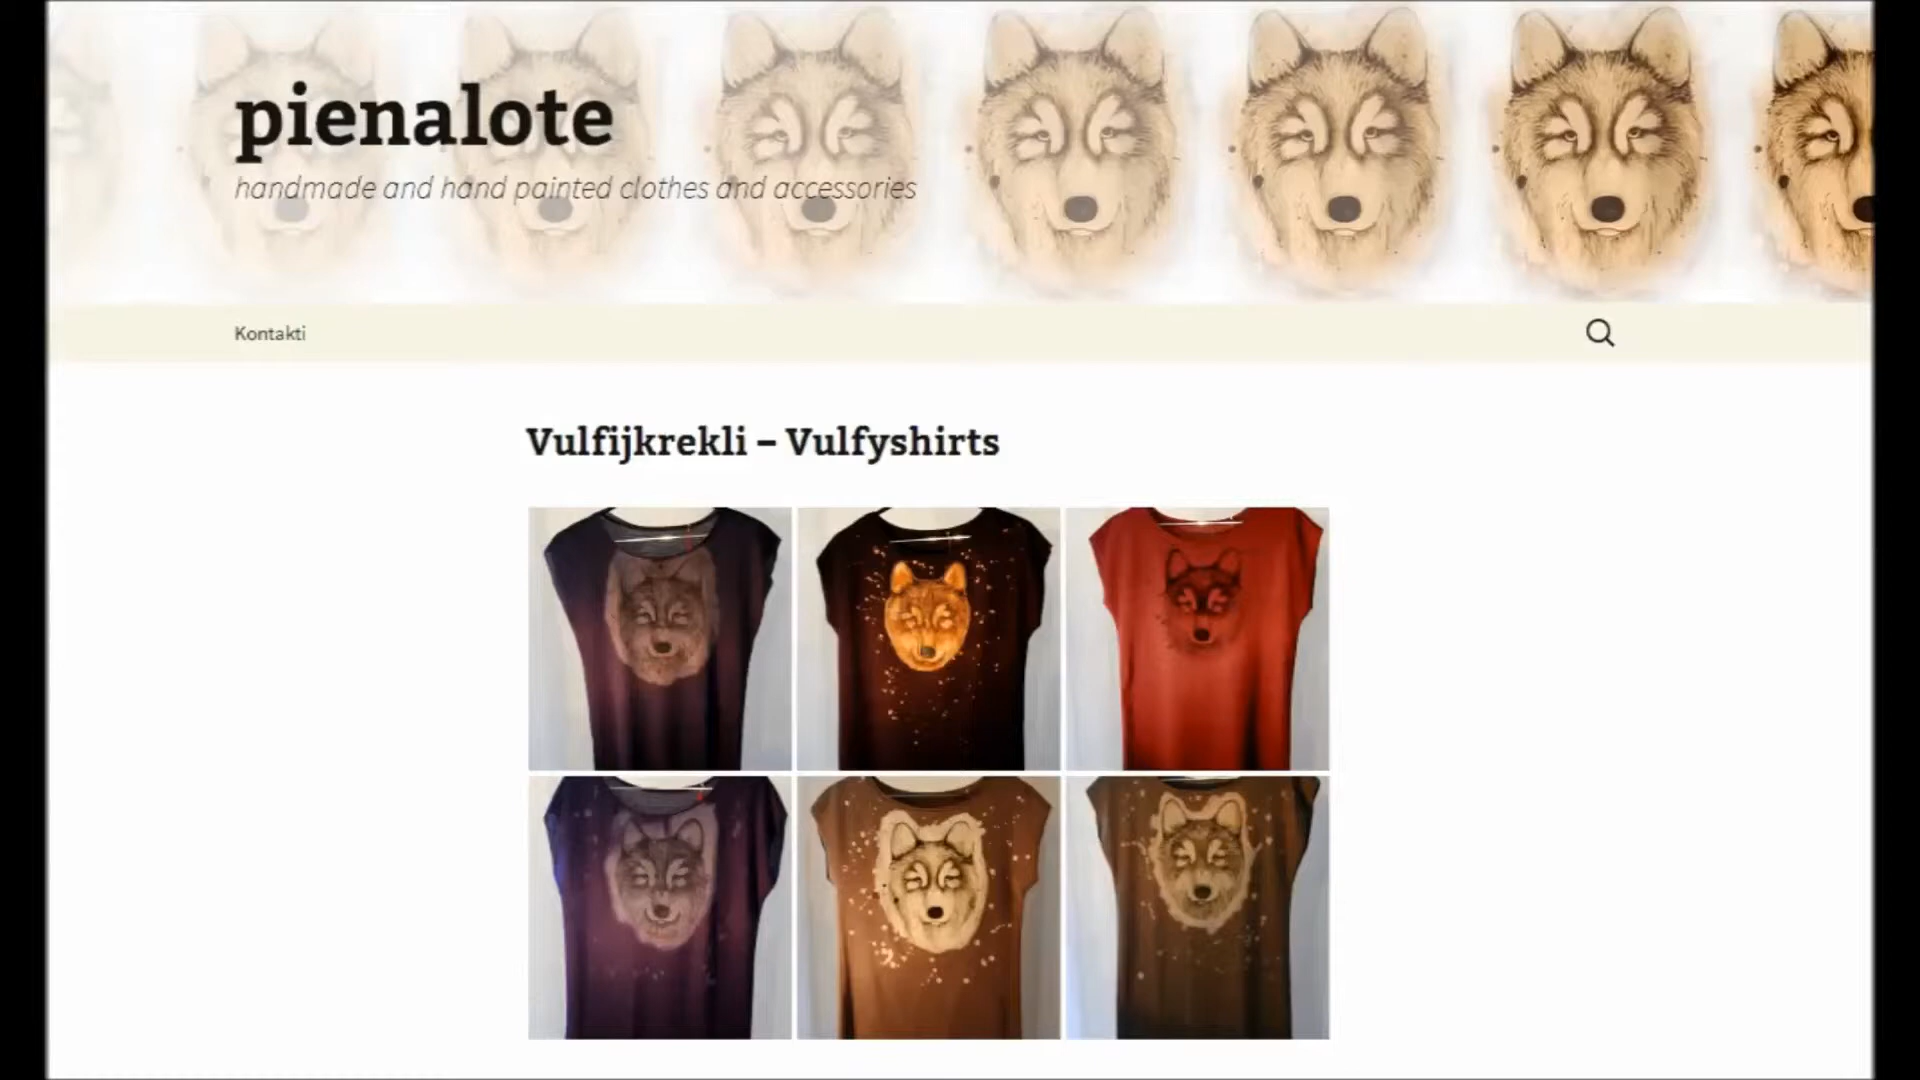 pienalote
handmade and hand painted clothes and accessories
Kontakti
Vulfijkrekli – Vulfyshirts